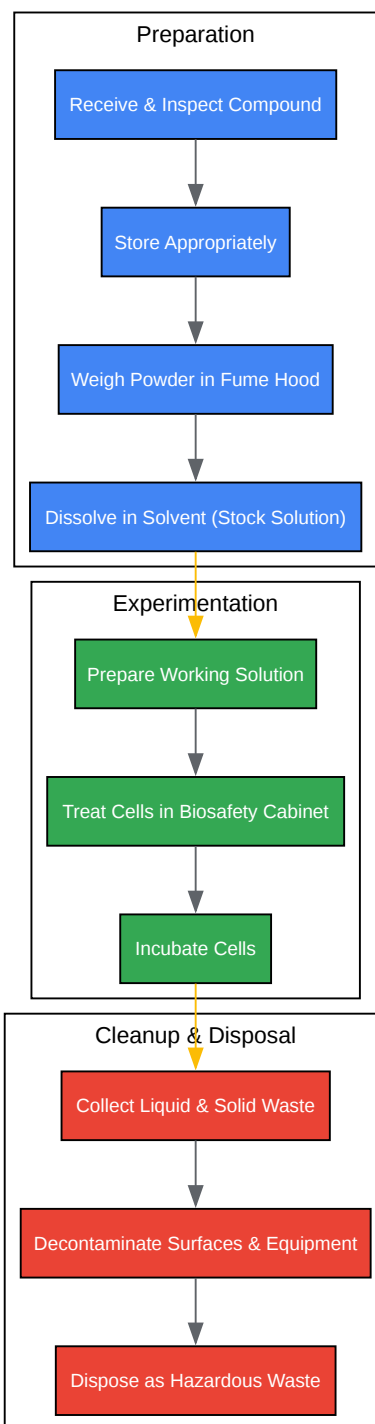 Preparation
Receive & Inspect Compound
Store Appropriately
Weigh Powder in Fume Hood
Dissolve in Solvent (Stock Solution)
Experimentation
Prepare Working Solution
Treat Cells in Biosafety Cabinet
Incubate Cells
Cleanup & Disposal
Collect Liquid & Solid Waste
Decontaminate Surfaces & Equipment
Dispose as Hazardous Waste